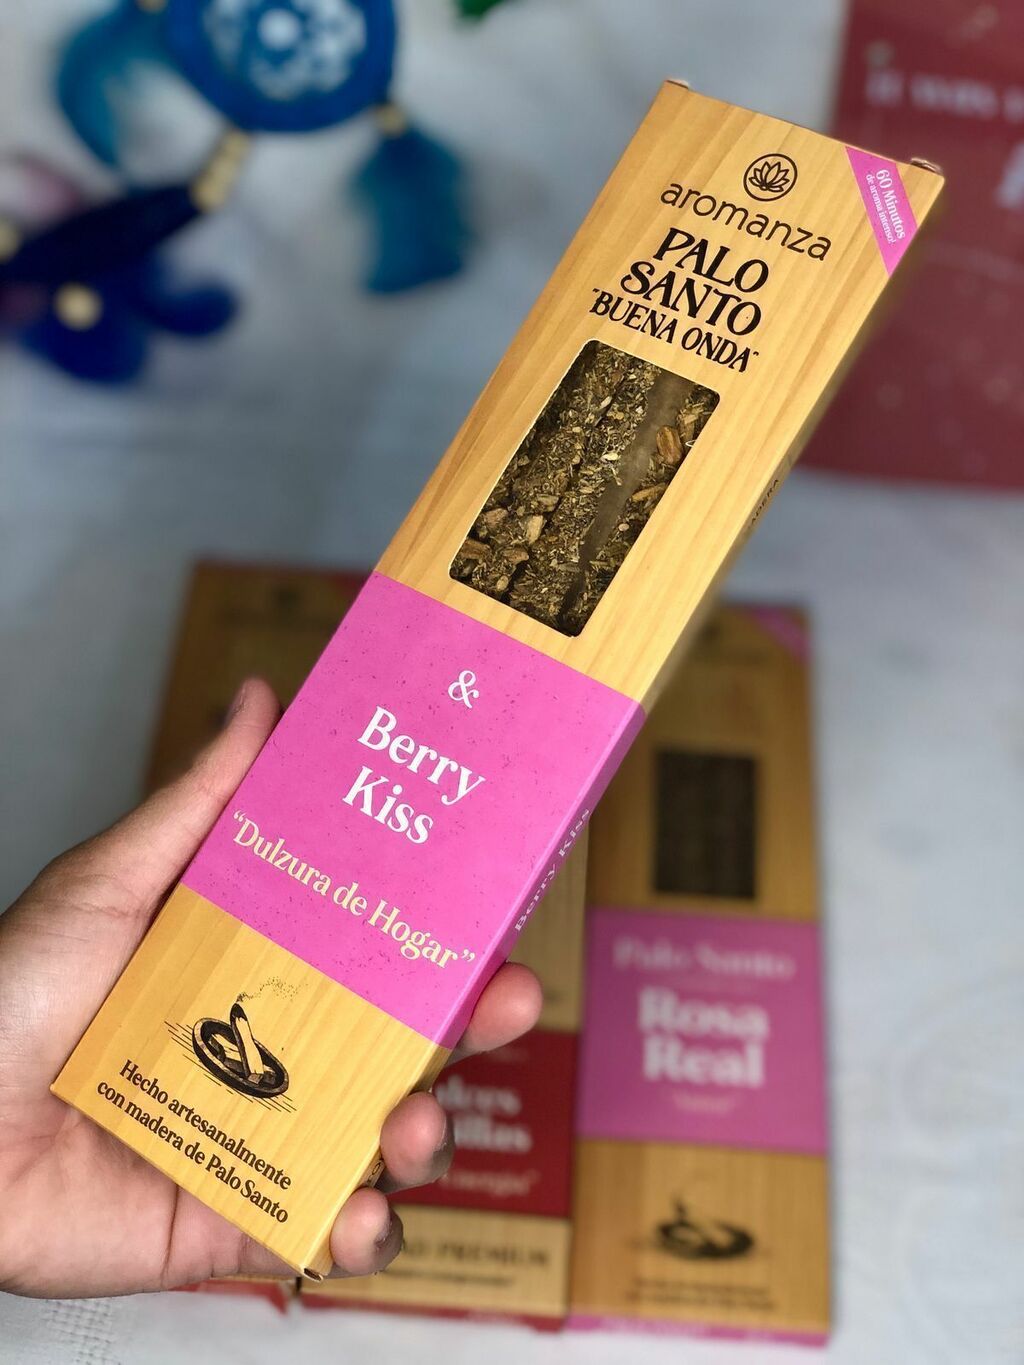 aromanza
PALO
SANTO
"BUENA ONDA"
60 Minutos
de aroma intenso!
&
Berry
Kiss
"Dulzura de Hogar"
Hecho artesanalmente
con madera de Palo Santo
Berry Kiss
Palo Santo
Rosa
Real